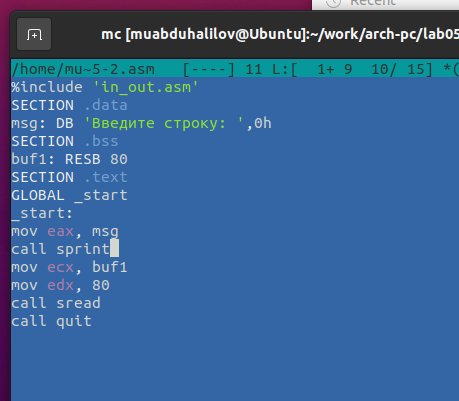 Recent
mc [muabduhalilov@Ubuntu]:~/work/arch-pc/lab05
/home/mu~5-2.asm [----] 11 L:[ 1+ 9 10/ 15] *(
%include 'in_out.asm'
SECTION .data
msg: DB 'Введите строку: ',0h
SECTION .bss
buf1: RESB 80
SECTION .text
GLOBAL _start
_start:
mov eax, msg
call sprint
mov ecx, buf1
mov edx, 80
call sread
call quit